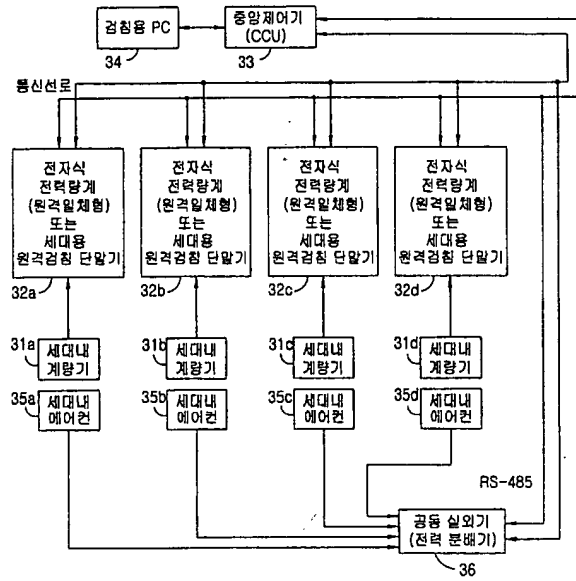 검침용 PC
34
중앙제어기
(CCU)
33
통신선로
전자식
전력량계
(원격일체형)
또는
세대용
원격검침 단말기
32a
전자식
전력량계
(원격일체형)
또는
세대용
원격검침 단말기
32b
전자식
전력량계
(원격일체형)
또는
세대용
원격검침 단말기
32c
전자식
전력량계
(원격일체형)
또는
세대용
원격검침 단말기
32d
31a
세대내
계량기
31b
세대내
계량기
31c
세대내
계량기
31d
세대내
계량기
35a
세대내
에어컨
35b
세대내
에어컨
35c
세대내
에어컨
35d
세대내
에어컨
RS-485
공동 실외기
(전력 분배기)
36